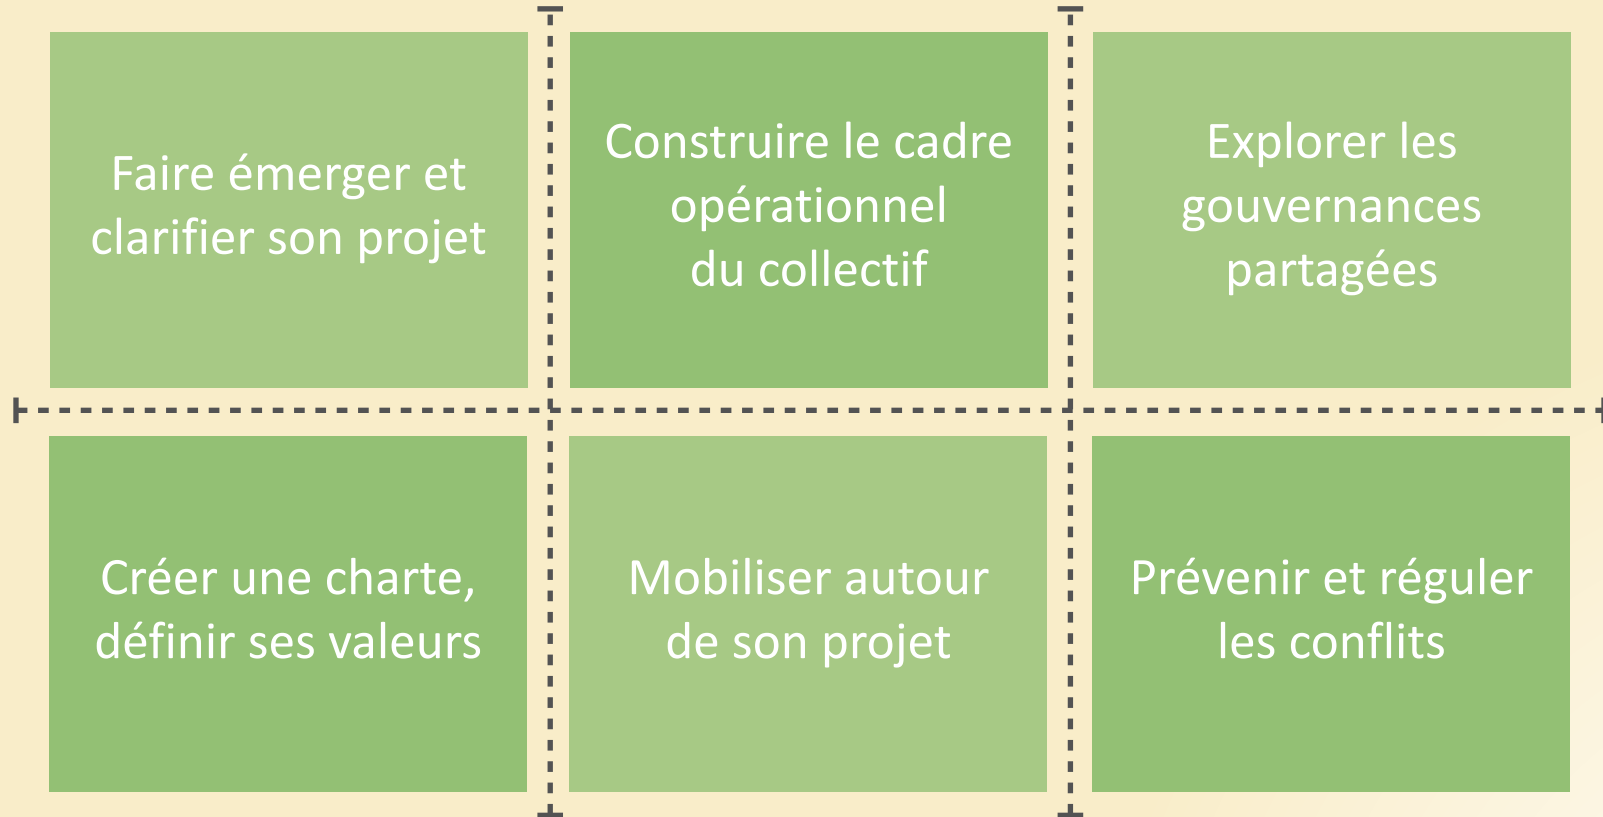 Faire émerger et
clarifier son projet
Construire le cadre
opérationnel
du collectif
Explorer les
gouvernances
partagées
Créer une charte,
définir ses valeurs
Mobiliser autour
de son projet
Prévenir et réguler
les conflits